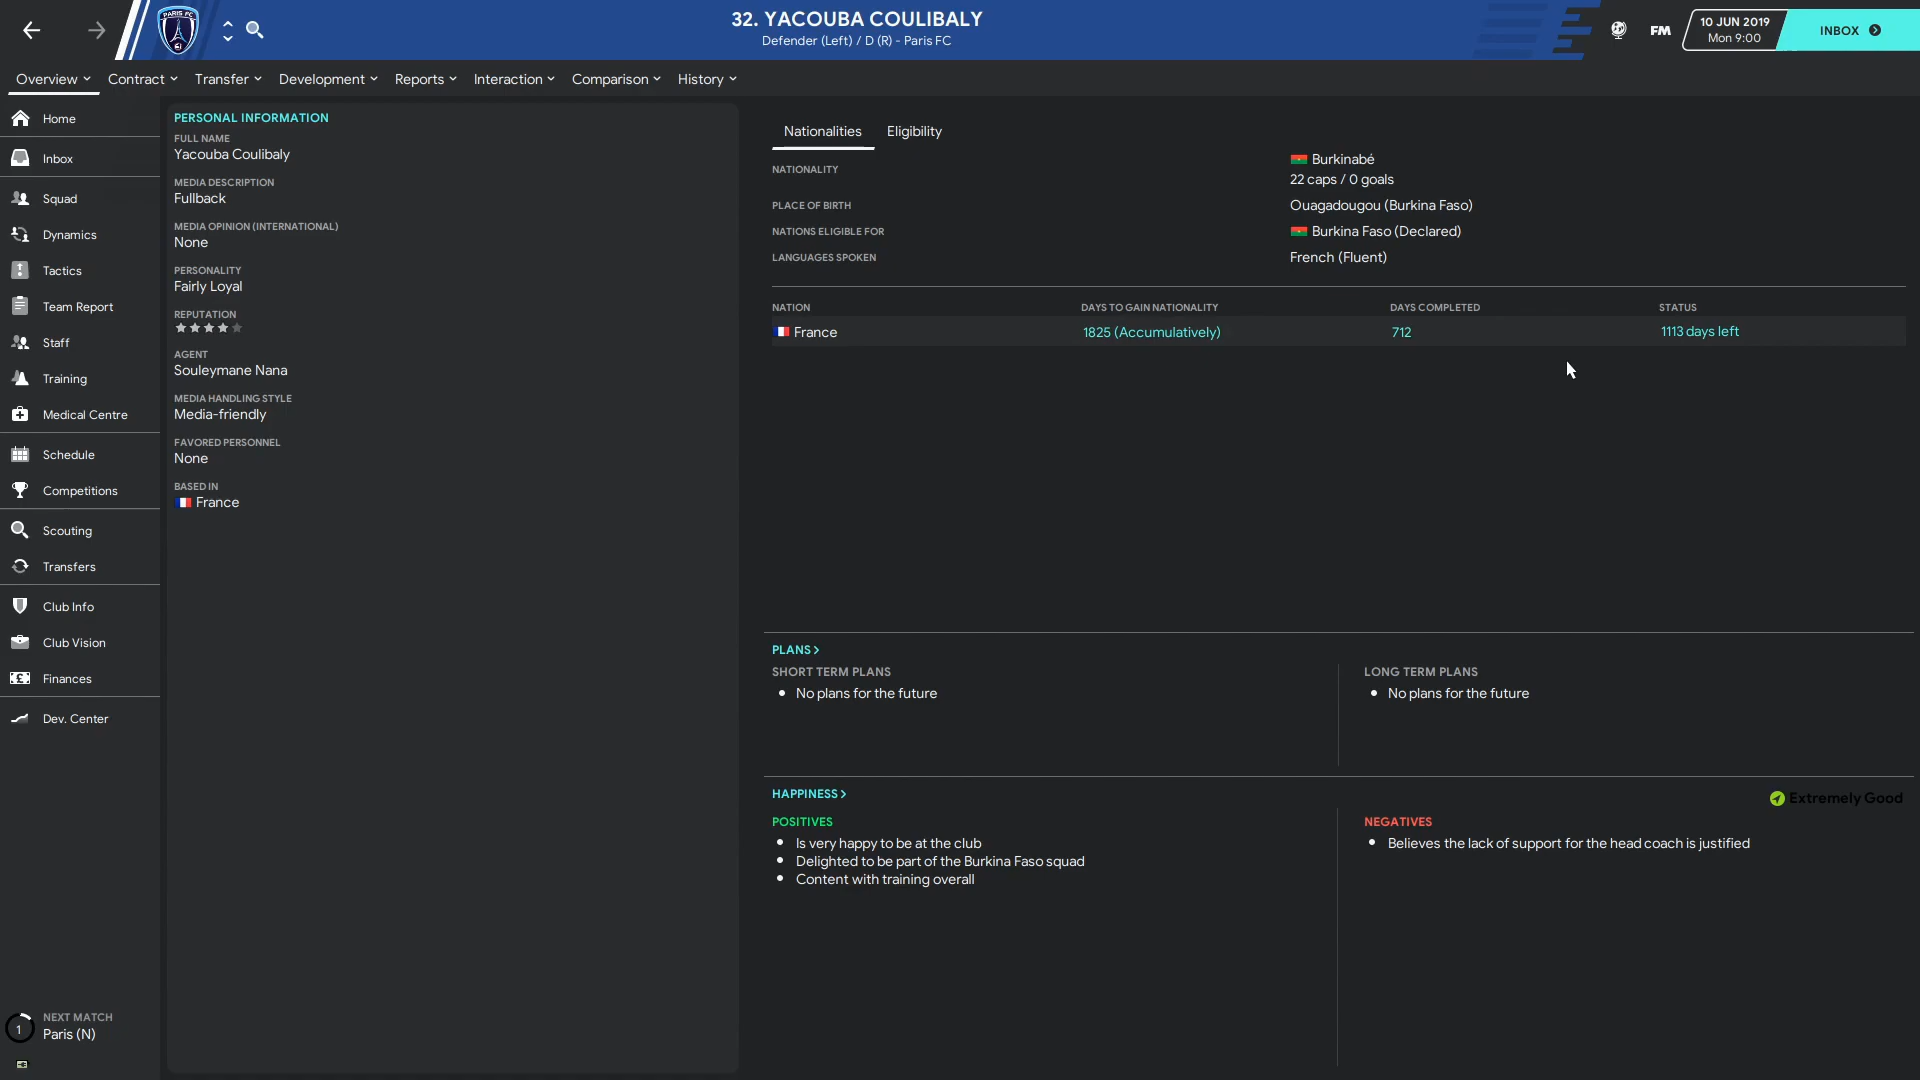 PARIS FC
32. YACOUBA COULIBALY
Defender (Left) / D (R) - Paris FC
FM
10 JUN 2019
Mon 9:00
INBOX
Overview
Contract
Transfer
Development
Reports
Interaction
Comparison
History
Home
Inbox
Squad
Dynamics
Tactics
Team Report
Staff
Training
Medical Centre
Schedule
Competitions
Scouting
Transfers
Club Info
Club Vision
Finances
Dev. Center
1
NEXT MATCH
Paris (N)
PERSONAL INFORMATION
FULL NAME
Yacouba Coulibaly
MEDIA DESCRIPTION
Fullback
MEDIA OPINION (INTERNATIONAL)
None
PERSONALITY
Fairly Loyal
REPUTATION
AGENT
Souleymane Nana
MEDIA HANDLING STYLE
Media-friendly
FAVORED PERSONNEL
None
BASED IN
France
Nationalities
Eligibility
NATIONALITY
Burkinabé
22 caps / 0 goals
PLACE OF BIRTH
Ouagadougou (Burkina Faso)
NATIONS ELIGIBLE FOR
Burkina Faso (Declared)
LANGUAGES SPOKEN
French (Fluent)
NATION
DAYS TO GAIN NATIONALITY
DAYS COMPLETED
STATUS
France
1825 (Accumulatively)
712
1113 days left
PLANS >
SHORT TERM PLANS
• No plans for the future
LONG TERM PLANS
• No plans for the future
HAPPINESS >
Extremely Good
POSITIVES
• Is very happy to be at the club
• Delighted to be part of the Burkina Faso squad
• Content with training overall
NEGATIVES
• Believes the lack of support for the head coach is justified